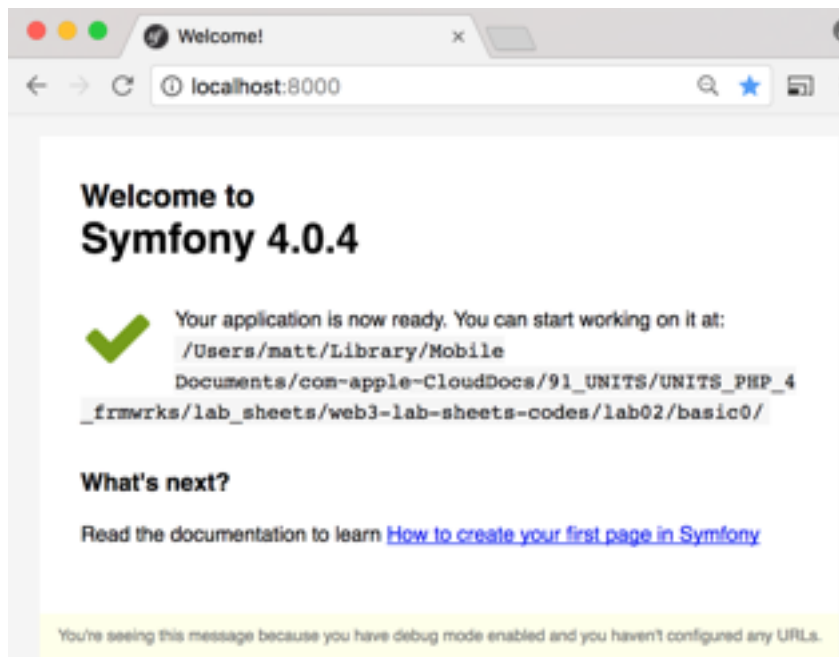 Welcome!
localhost:8000
Welcome to
Symfony 4.0.4
Your application is now ready. You can start working on it at:
/Users/matt/Library/Mobile
Documents/com~apple~CloudDocs/91_UNITS/UNITS_PHP_4
_frmwrks/lab_sheets/web3-lab-sheets-codes/lab02/basic0/
What's next?
Read the documentation to learn How to create your first page in Symfony
You're seeing this message because you have debug mode enabled and you haven't configured any URLs.